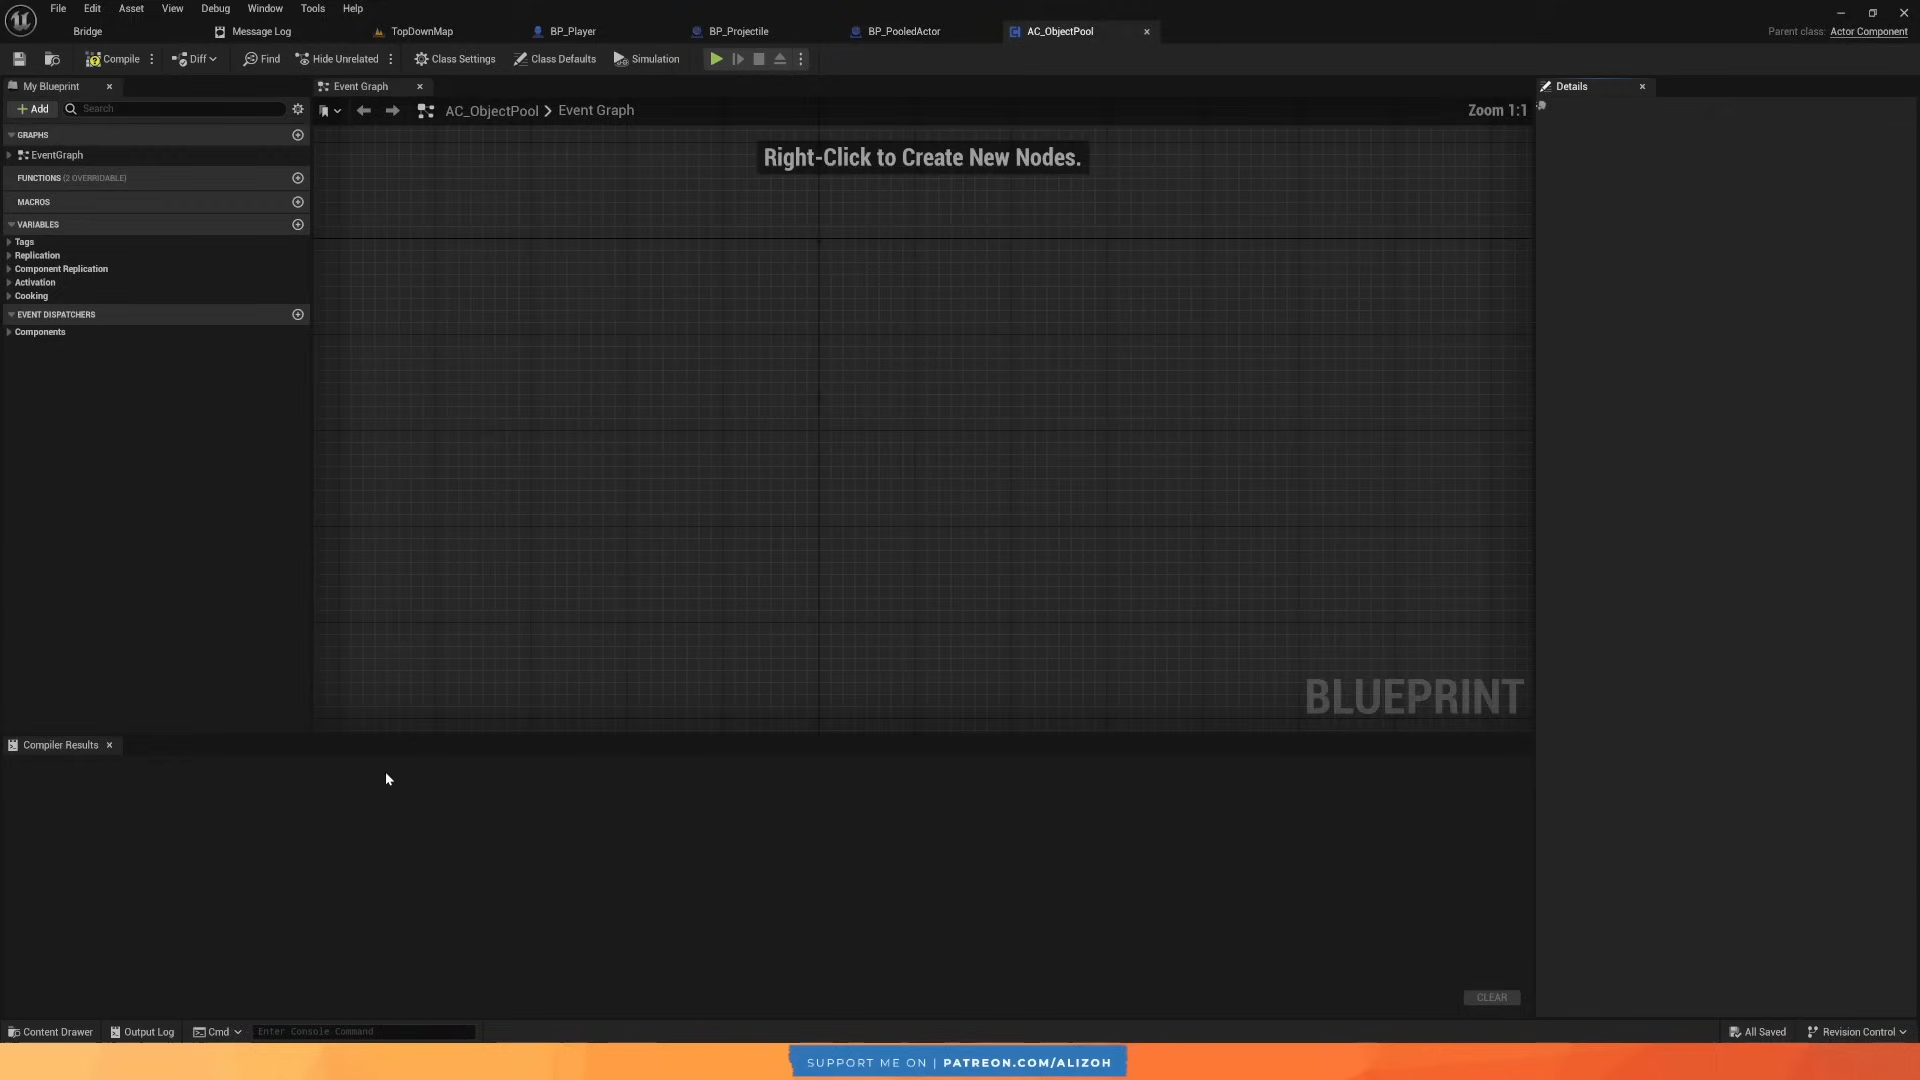 File Edit Asset View Debug Window Tools Help
Bridge Message Log TopDownMap BP_Player BP_Projectile BP_PooledActor AC_ObjectPool Parent class: Actor Component
Compile Diff Find Hide Unrelated Class Settings Class Defaults Simulation
My Blueprint Event Graph Details
Add Search AC_ObjectPool > Event Graph Zoom 1:1
GRAPHS
EventGraph
Right-Click to Create New Nodes.
FUNCTIONS (2 OVERRIDABLE)
MACROS
VARIABLES
Tags
Replication
Component Replication
Activation
Cooking
EVENT DISPATCHERS
Components
BLUEPRINT
Compiler Results
CLEAR
Content Drawer Output Log Cmd Enter Console Command All Saved Revision Control
SUPPORT ME ON | PATREON.COM/ALIZOH